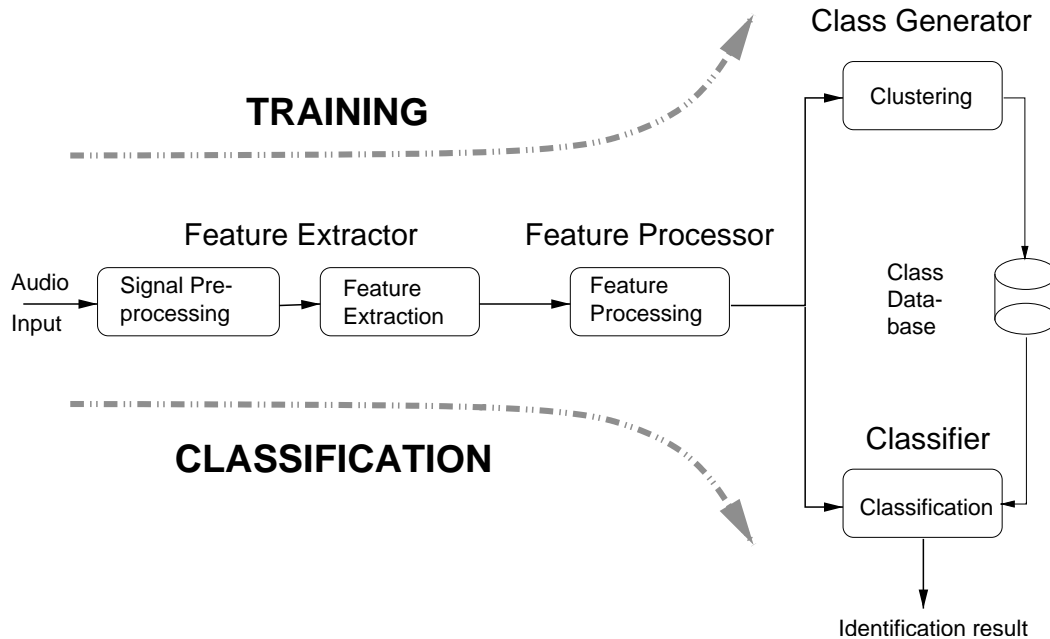 Class Generator
Clustering
TRAINING
Feature Extractor
Feature Processor
Audio
Input
Signal Pre-
processing
Feature
Extraction
Feature
Processing
Class
Data-
base
CLASSIFICATION
Classifier
Classification
Identification result